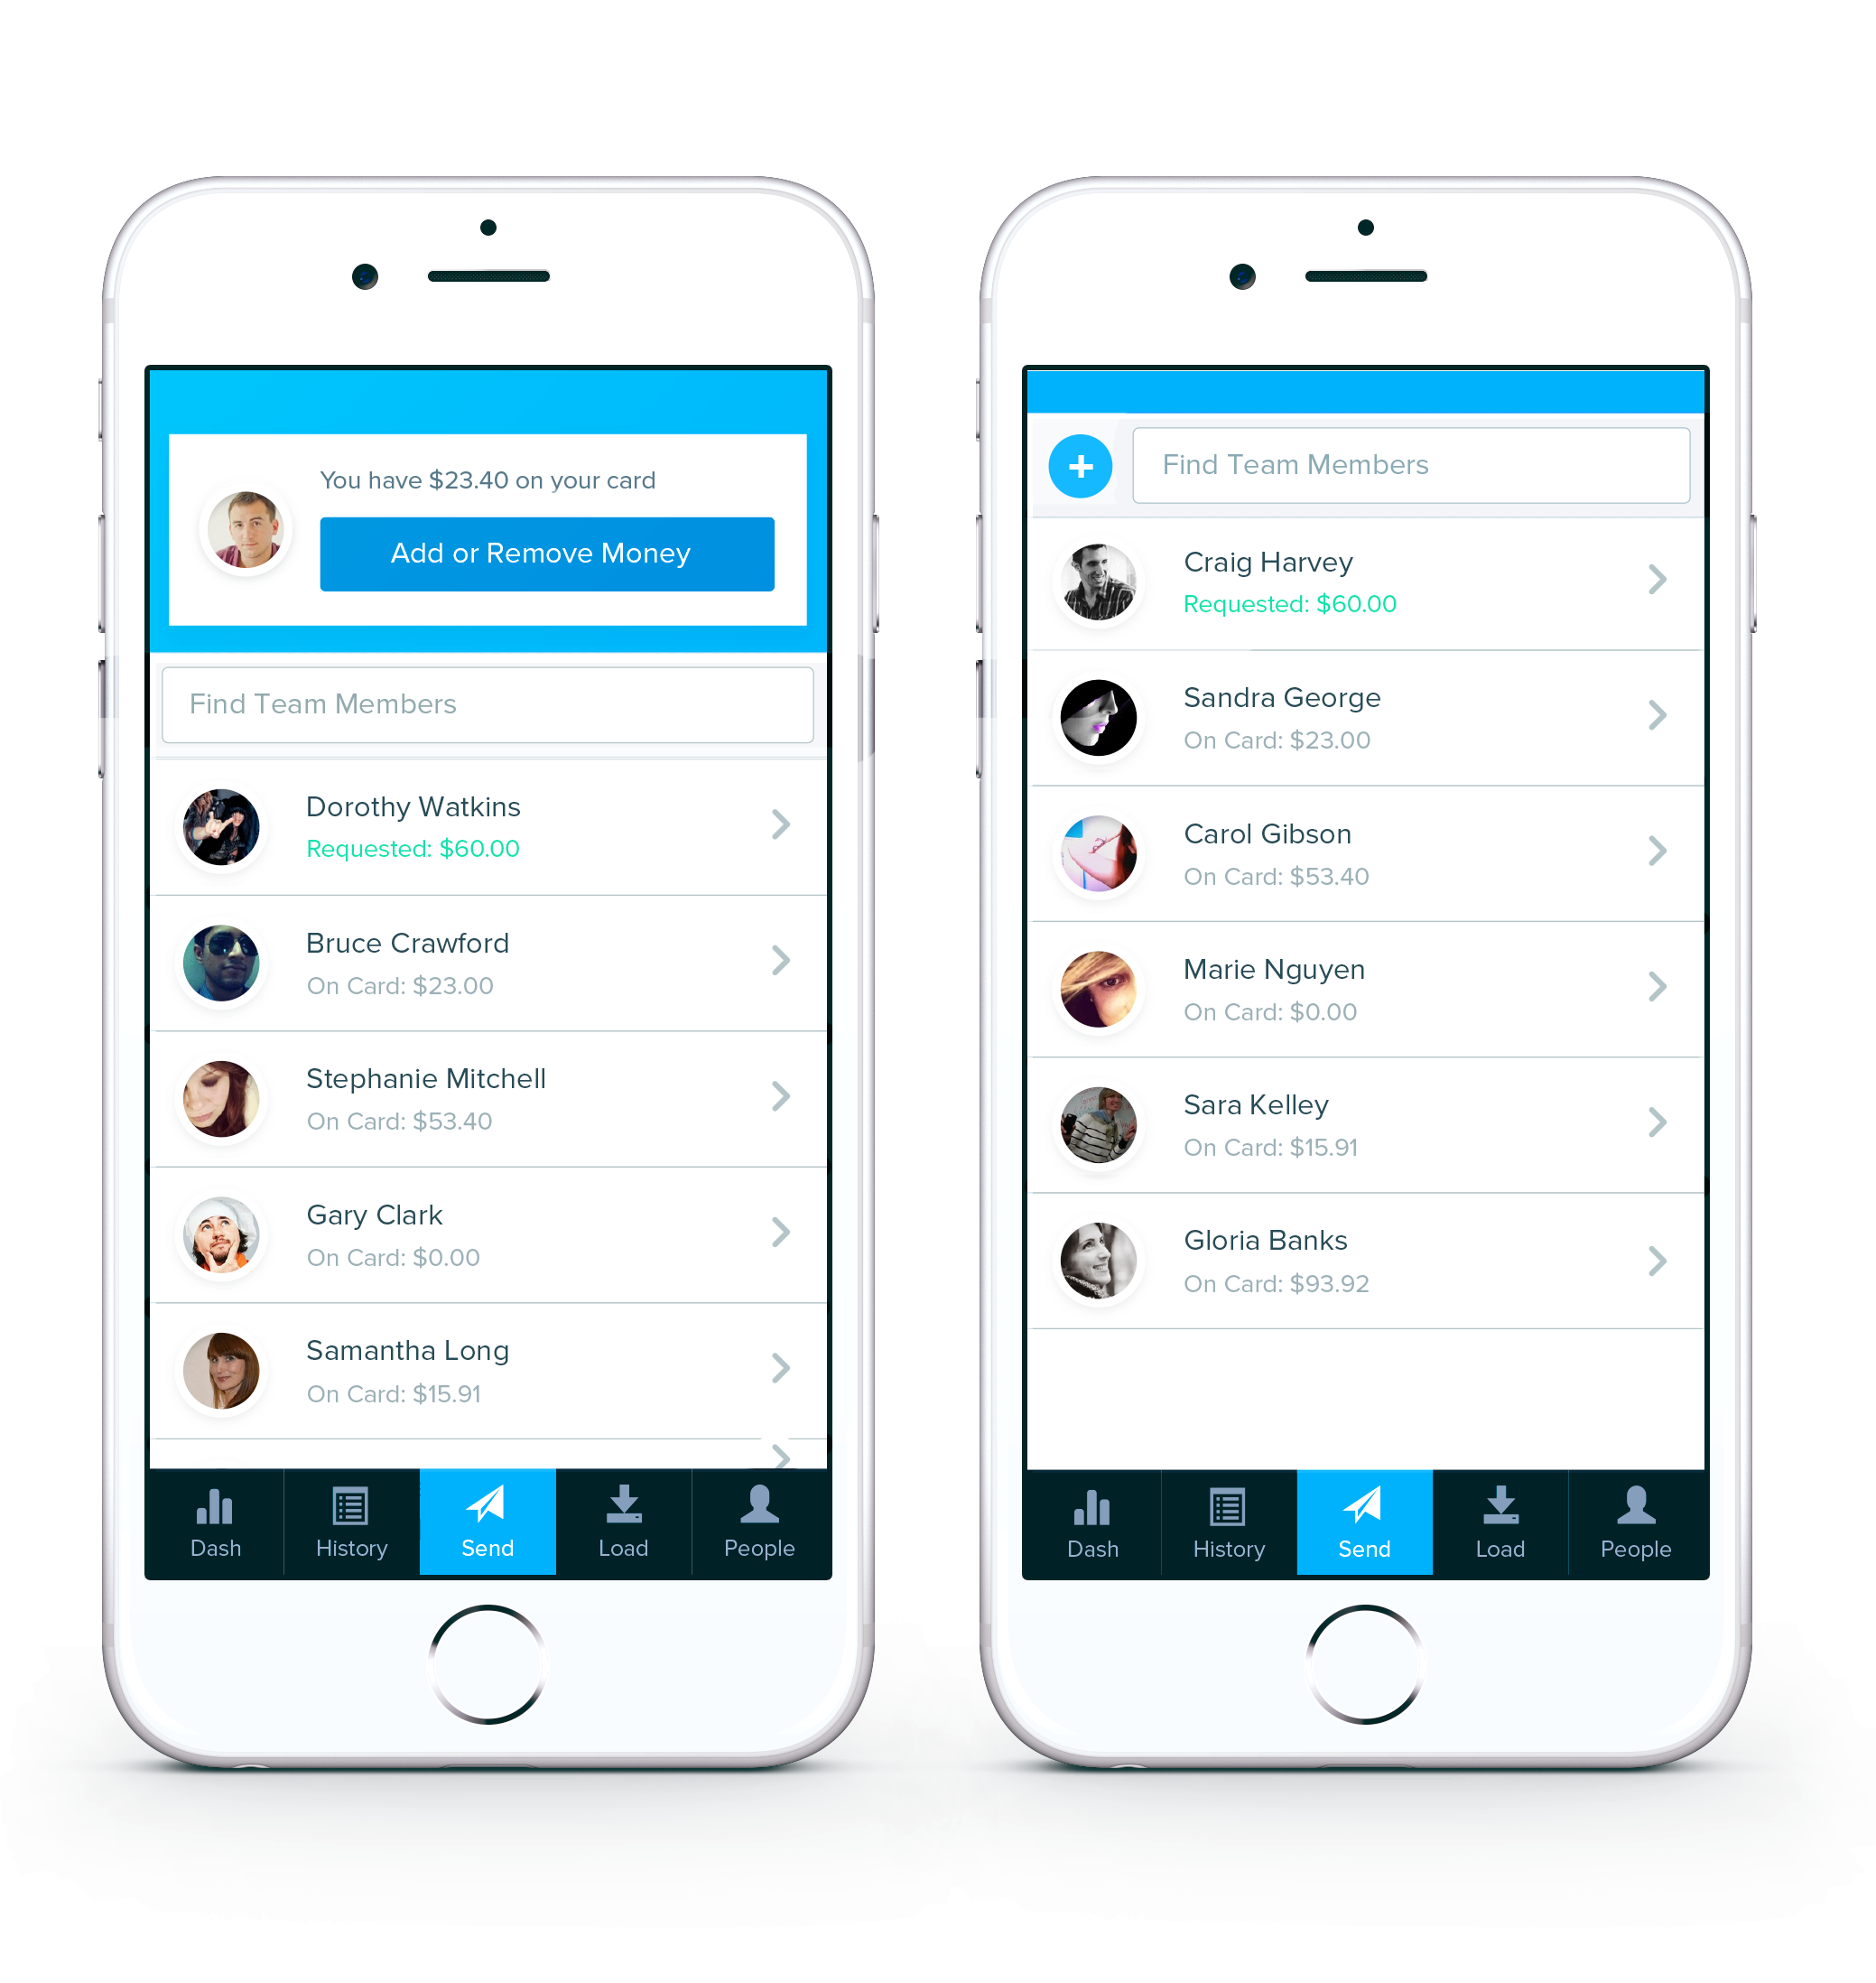 You have $23.40 on your card
Add or Remove Money
Find Team Members
Dorothy Watkins
Requested: $60.00
Bruce Crawford
On Card: $23.00
Stephanie Mitchell
On Card: $53.40
Gary Clark
On Card: $0.00
Samantha Long
On Card: $15.91
Dash
History
Send
Load
People
Find Team Members
Craig Harvey
Requested: $60.00
Sandra George
On Card: $23.00
Carol Gibson
On Card: $53.40
Marie Nguyen
On Card: $0.00
Sara Kelley
On Card: $15.91
Gloria Banks
On Card: $93.92
Dash
History
Send
Load
People